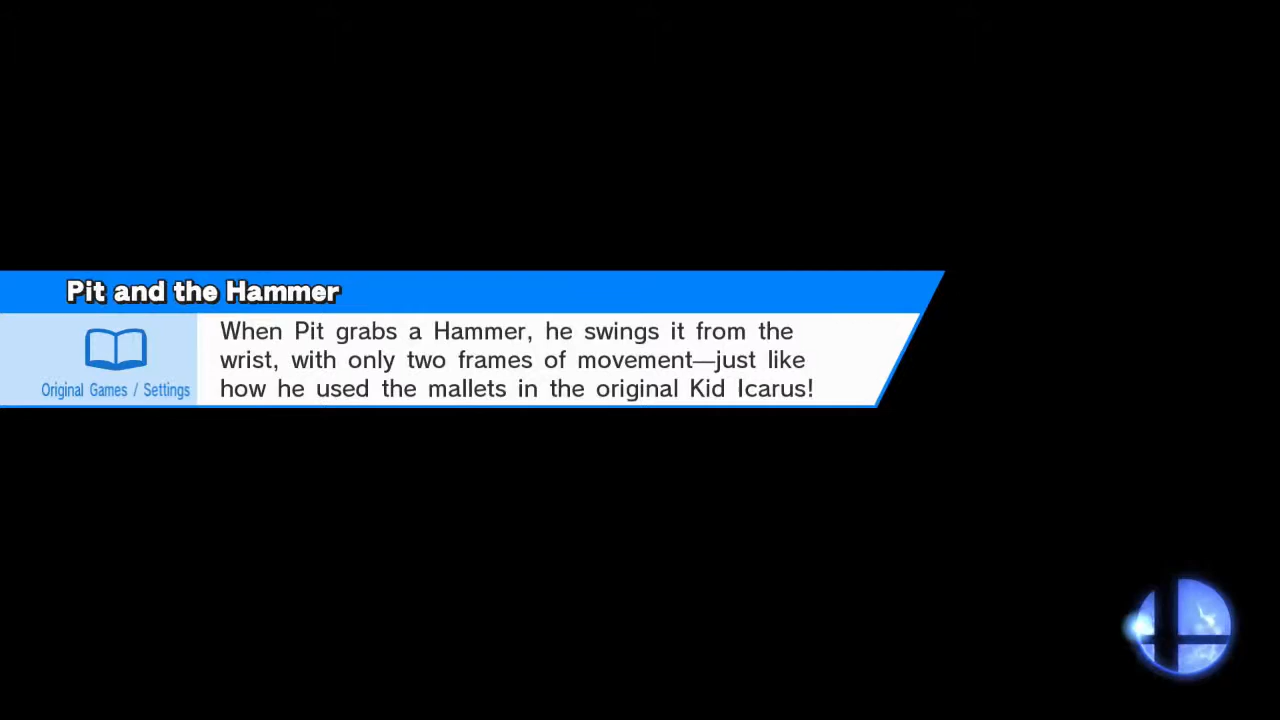 Pit and the Hammer
When Pit grabs a Hammer, he swings it from the
wrist, with only two frames of movement—just like
how he used the mallets in the original Kid Icarus!
Original Games / Settings